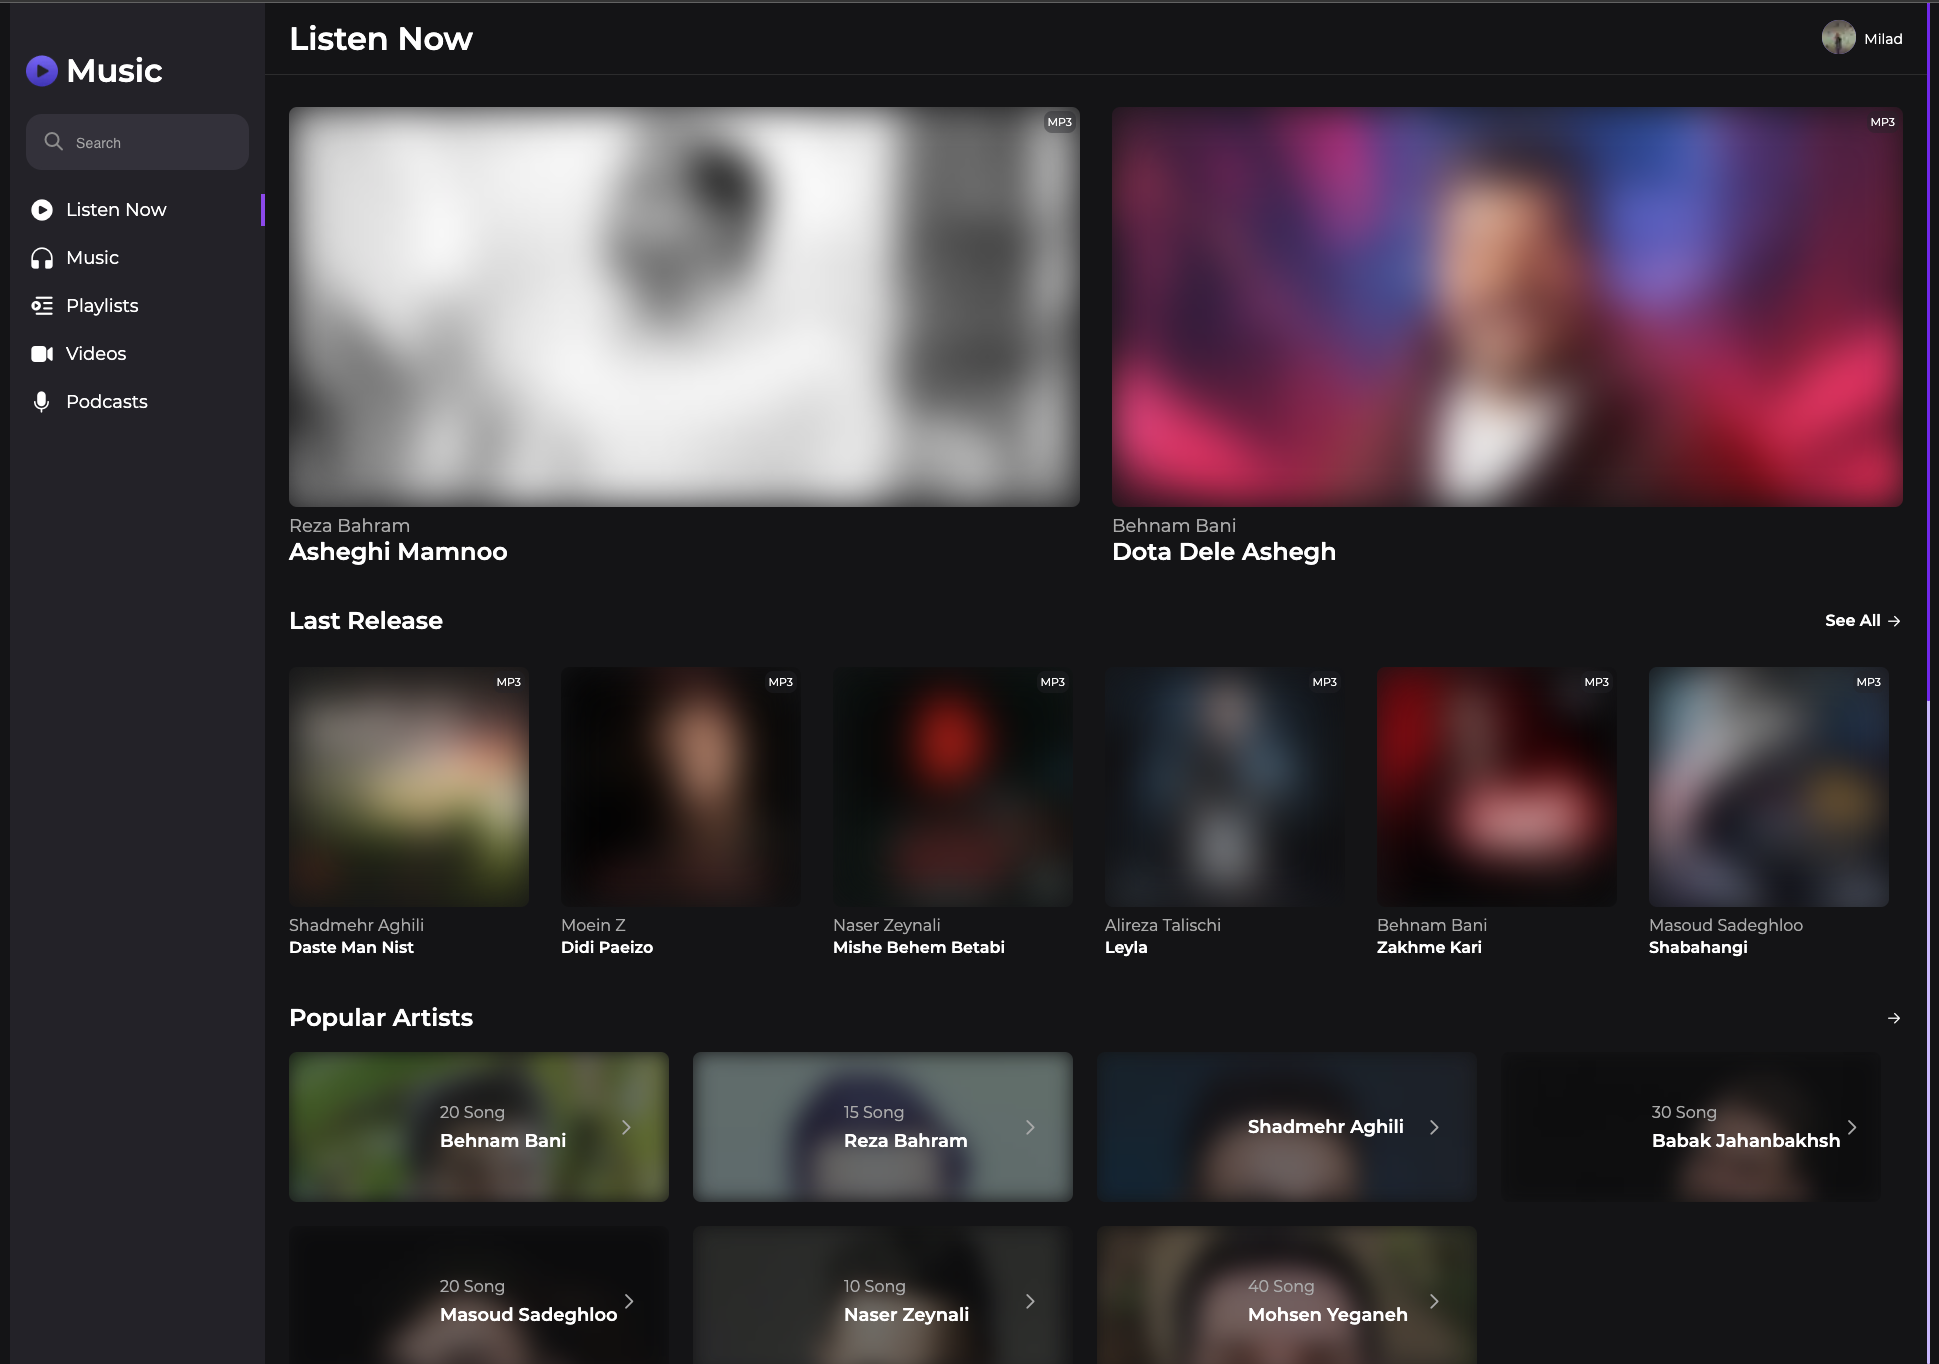 Music
Search
Listen Now
Music
Playlists
Videos
Podcasts
Listen Now
Milad
MP3
MP3
Reza Bahram
Asheghi Mamnoo
Behnam Bani
Dota Dele Ashegh
Last Release
See All
MP3
MP3
MP3
MP3
MP3
MP3
Shadmehr Aghili
Daste Man Nist
Moein Z
Didi Paeizo
Naser Zeynali
Mishe Behem Betabi
Alireza Talischi
Leyla
Behnam Bani
Zakhme Kari
Masoud Sadeghloo
Shabahangi
Popular Artists
20 Song
Behnam Bani
15 Song
Reza Bahram
Shadmehr Aghili
30 Song
Babak Jahanbakhsh
20 Song
Masoud Sadeghloo
10 Song
Naser Zeynali
40 Song
Mohsen Yeganeh